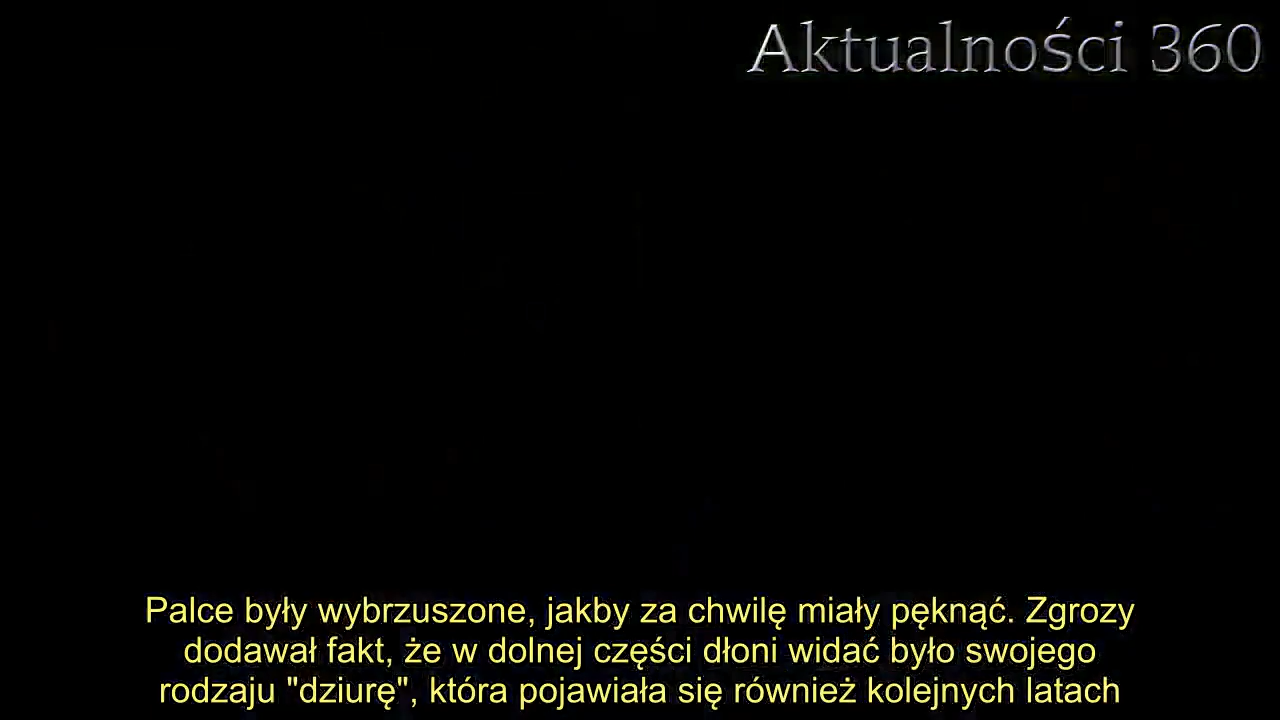 Aktualności 360
Palce były wybrzuszone, jakby za chwilę miały pęknąć. Zgrozy
dodawał fakt, że w dolnej części dłoni widać było swojego
rodzaju "dziurę", która pojawiała się również kolejnych latach